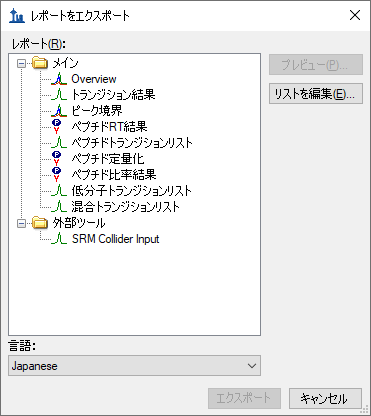 レポートをエクスポート
レポート(R):
プレビュー(P)...
リストを編集(E)...
メイン
Overview
トランジション結果
ピーク境界
ペプチドRT結果
ペプチドトランジションリスト
ペプチド定量化
ペプチド比率結果
低分子トランジションリスト
混合トランジションリスト
外部ツール
SRM Collider Input
言語:
Japanese
エクスポート
キャンセル